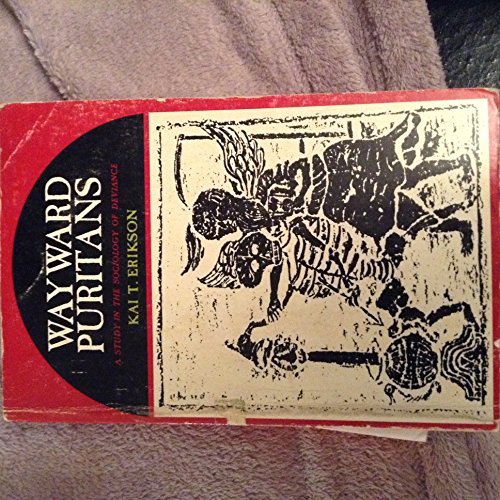 WAYWARD
PURITANS
A STUDY IN THE SOCIOLOGY OF DEVIANCE
KAI T. ERIKSON